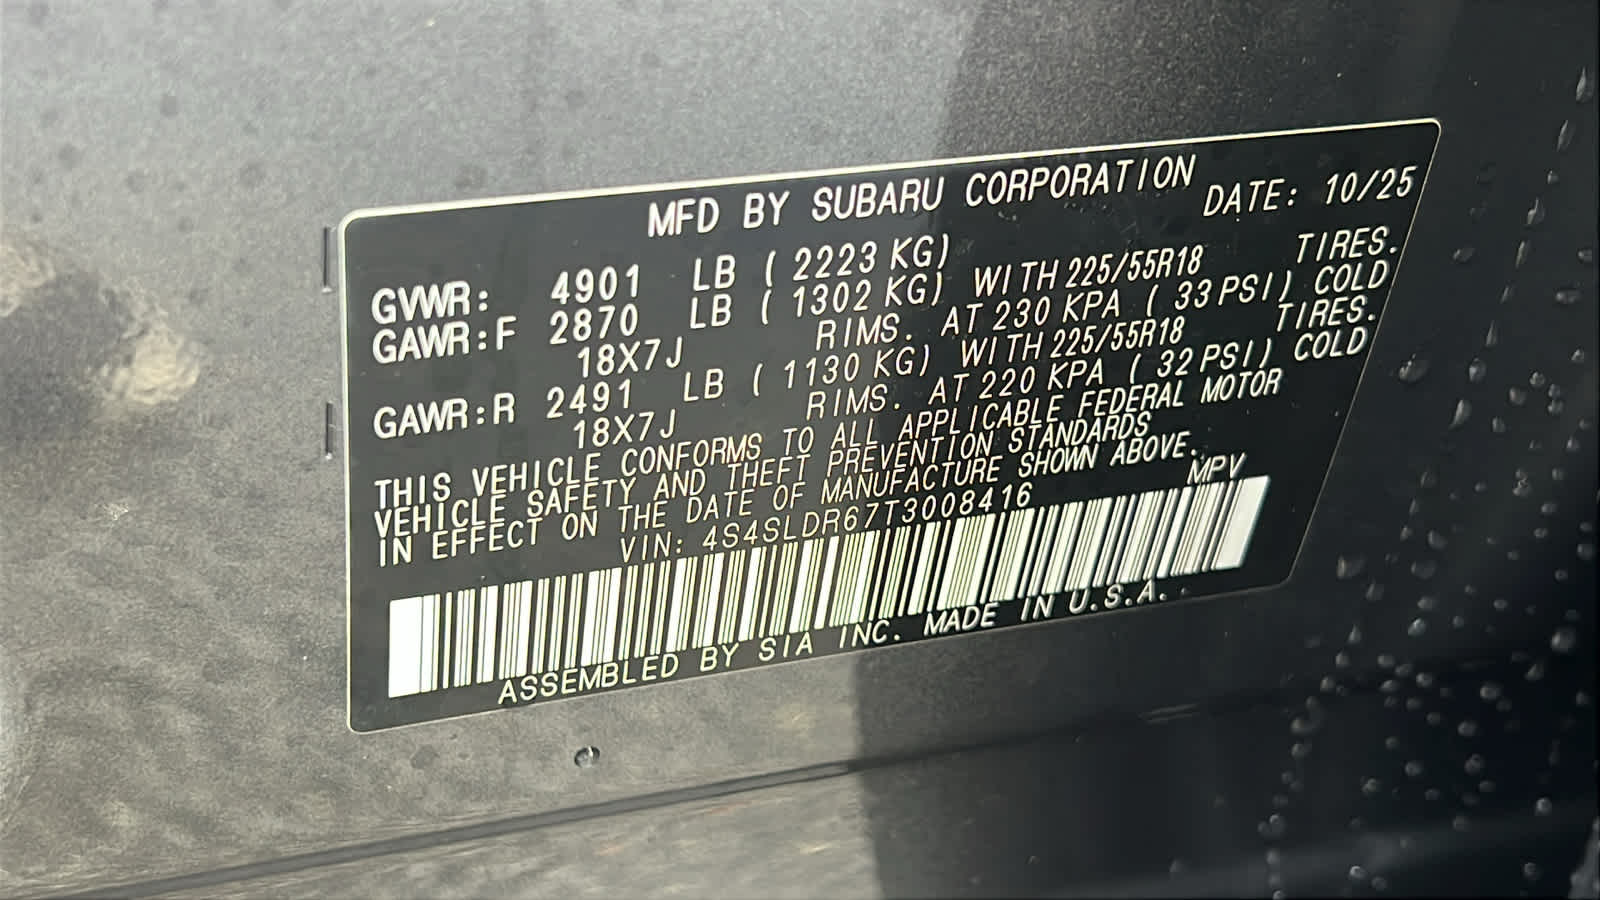 MFD BY SUBARU CORPORATION DATE: 10/25
GVWR: 4901 LB ( 2223 KG)
GAWR:F 2870 LB ( 1302 KG) WITH 225/55R18 TIRES.
18X7J RIMS. AT 230 KPA ( 33 PSI) COLD
GAWR:R 2491 LB ( 1130 KG) WITH 225/55R18 TIRES.
18X7J RIMS. AT 220 KPA ( 32 PSI) COLD
THIS VEHICLE CONFORMS TO ALL APPLICABLE FEDERAL MOTOR
VEHICLE SAFETY AND THEFT PREVENTION STANDARDS
IN EFFECT ON THE DATE OF MANUFACTURE SHOWN ABOVE.
VIN: 4S4SLDR67T3008416 MPV
ASSEMBLED BY SIA INC. MADE IN U.S.A.